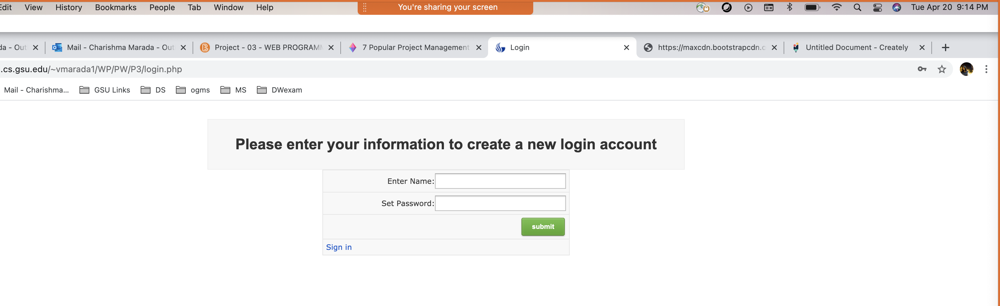 Edit View History Bookmarks People Tab Window Help You're sharing your screen Tue Apr 20 9:14 PM
da - Out Mail - Charishma Marada - Out Project - 03 - WEB PROGRAMM 7 Popular Project Management Login https://maxcdn.bootstrapcdn.c Untitled Document - Creately
.cs.gsu.edu/~vmarada1/WP/PW/P3/login.php
Mail - Charishma... GSU Links DS ogms MS DWexam
Please enter your information to create a new login account
Enter Name:
Set Password:
submit
Sign in